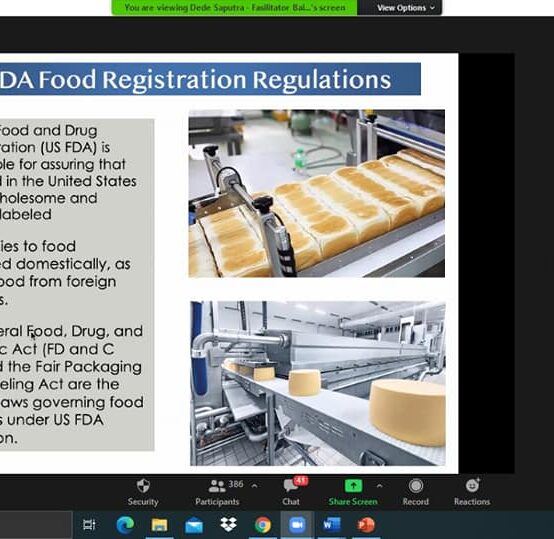 You are viewing Dede Saputra - Fasilitator Bal...'s screen View Options
DA Food Registration Regulations
Food and Drug
ration (US FDA) is
ble for assuring that
d in the United States
holesome and
labeled
ies to food
ed domestically, as
ood from foreign
s.
eral Food, Drug, and
c Act (FD and C
d the Fair Packaging
eling Act are the
laws governing food
s under US FDA
on.
Security
386
Participants
41
Chat
Share Screen
Record
Reactions